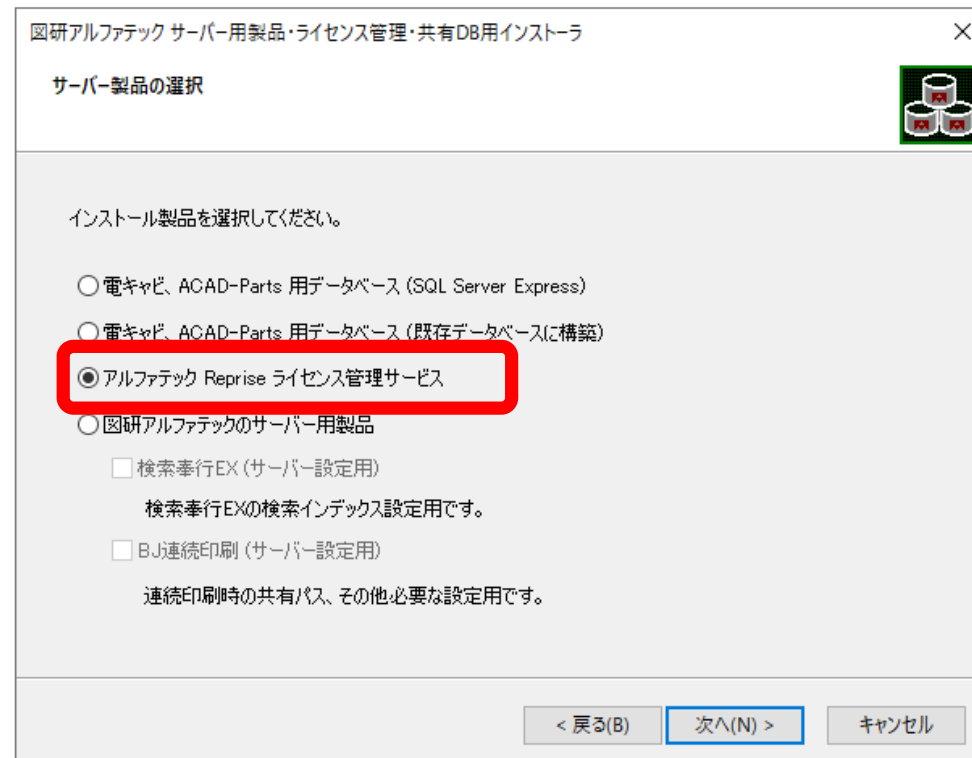 図研アルファテック サーバー用製品・ライセンス管理・共有DB用インストーラ
サーバー製品の選択
インストール製品を選択してください。
電キャビ、ACAD-Parts 用データベース (SQL Server Express)
電キャビ、ACAD-Parts 用データベース (既存データベースに構築)
アルファテック Reprise ライセンス管理サービス
図研アルファテックのサーバー用製品
検索奉行EX (サーバー設定用)
検索奉行EXの検索インデックス設定用です。
BJ連続印刷 (サーバー設定用)
連続印刷時の共有パス、その他必要な設定用です。
< 戻る(B) 次へ(N) > キャンセル